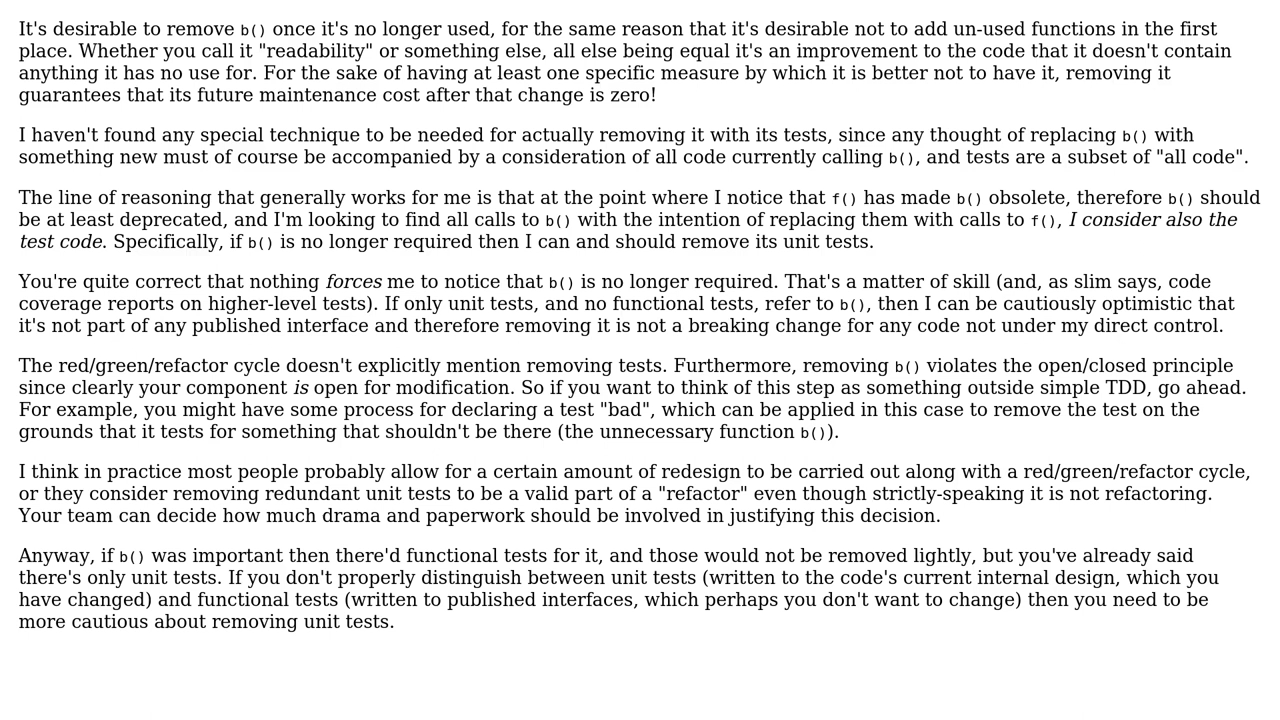 It's desirable to remove b() once it's no longer used, for the same reason that it's desirable not to add un-used functions in the first
place. Whether you call it "readability" or something else, all else being equal it's an improvement to the code that it doesn't contain
anything it has no use for. For the sake of having at least one specific measure by which it is better not to have it, removing it
guarantees that its future maintenance cost after that change is zero!
I haven't found any special technique to be needed for actually removing it with its tests, since any thought of replacing b() with
something new must of course be accompanied by a consideration of all code currently calling b(), and tests are a subset of "all code".
The line of reasoning that generally works for me is that at the point where I notice that f() has made b() obsolete, therefore b() should
be at least deprecated, and I'm looking to find all calls to b() with the intention of replacing them with calls to f(), I consider also the
test code. Specifically, if b() is no longer required then I can and should remove its unit tests.
You're quite correct that nothing forces me to notice that b() is no longer required. That's a matter of skill (and, as slim says, code
coverage reports on higher-level tests). If only unit tests, and no functional tests, refer to b(), then I can be cautiously optimistic that
it's not part of any published interface and therefore removing it is not a breaking change for any code not under my direct control.
The red/green/refactor cycle doesn't explicitly mention removing tests. Furthermore, removing b() violates the open/closed principle
since clearly your component is open for modification. So if you want to think of this step as something outside simple TDD, go ahead.
For example, you might have some process for declaring a test "bad", which can be applied in this case to remove the test on the
grounds that it tests for something that shouldn't be there (the unnecessary function b()).
I think in practice most people probably allow for a certain amount of redesign to be carried out along with a red/green/refactor cycle,
or they consider removing redundant unit tests to be a valid part of a "refactor" even though strictly-speaking it is not refactoring.
Your team can decide how much drama and paperwork should be involved in justifying this decision.
Anyway, if b() was important then there'd functional tests for it, and those would not be removed lightly, but you've already said
there's only unit tests. If you don't properly distinguish between unit tests (written to the code's current internal design, which you
have changed) and functional tests (written to published interfaces, which perhaps you don't want to change) then you need to be
more cautious about removing unit tests.